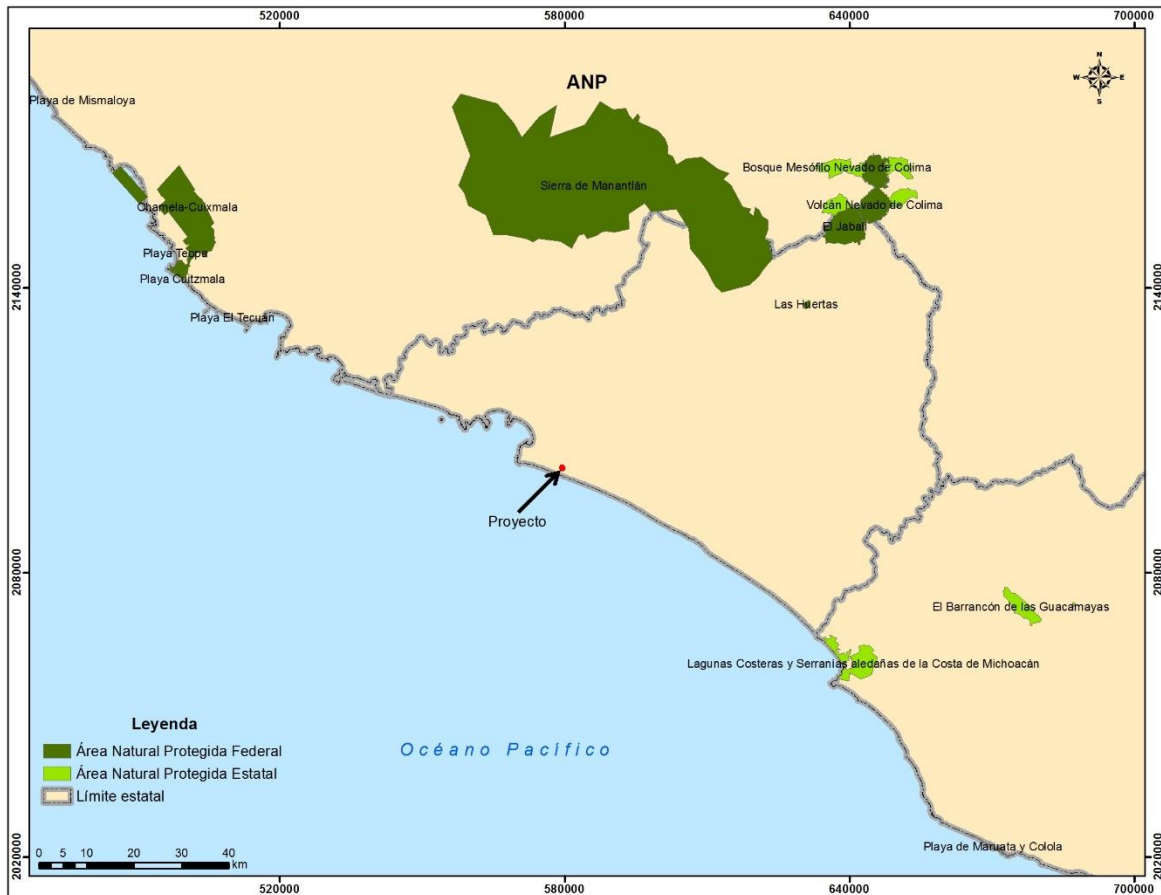 520000
580000
640000
700000
N
W
E
S
ANP
Playa de Mismaloya
Bosque Mesófilo Nevado de Colima
Sierra de Manantlán
Chamela-Cuixmala
Volcán Nevado de Colima
El Jabalí
Playa Teopa
Playa Cuitzmala
2140000
2140000
Las Huertas
Playa El Tecuán
Proyecto
2080000
2080000
El Barrancón de las Guacamayas
Lagunas Costeras y Serranías aledañas de la Costa de Michoacán
Leyenda
Área Natural Protegida Federal
Océano Pacífico
Área Natural Protegida Estatal
Límite estatal
Playa de Maruata y Colola
2020000
2020000
0 5 10 20 30 40
km
520000
580000
640000
700000